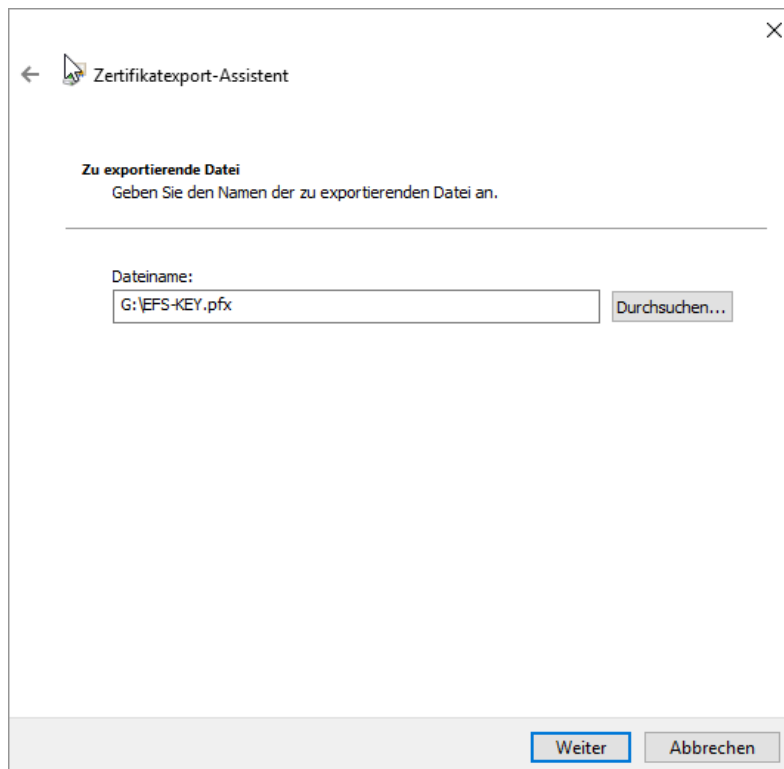 Zertifikatexport-Assistent
Zu exportierende Datei
Geben Sie den Namen der zu exportierenden Datei an.
Dateiname:
G:\EFS-KEY.pfx
Durchsuchen...
Weiter
Abbrechen